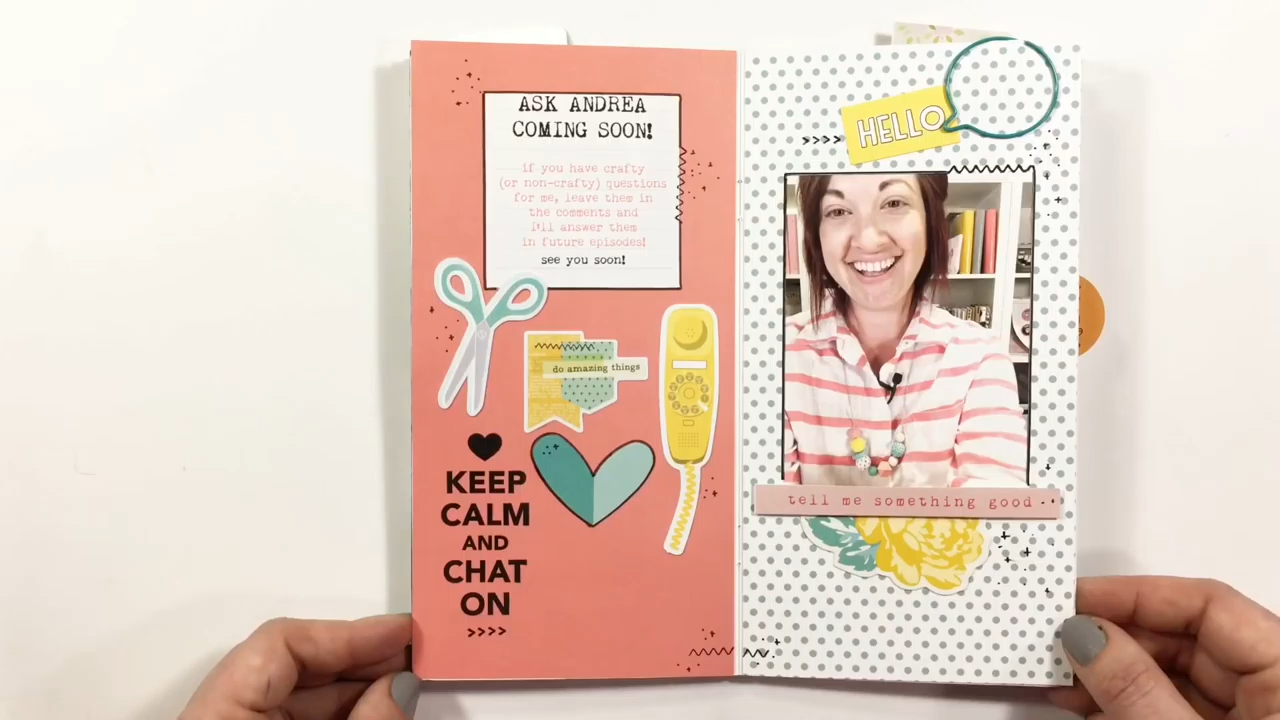 ASK ANDREA
COMING SOON!
if you have crafty
(or non-crafty) questions
for me, leave them in
the comments and
I'll answer them
in future episodes!
see you soon!
do amazing things
KEEP
CALM
AND
CHAT
ON
>>>>
HELLO
>>>>>
tell me something good